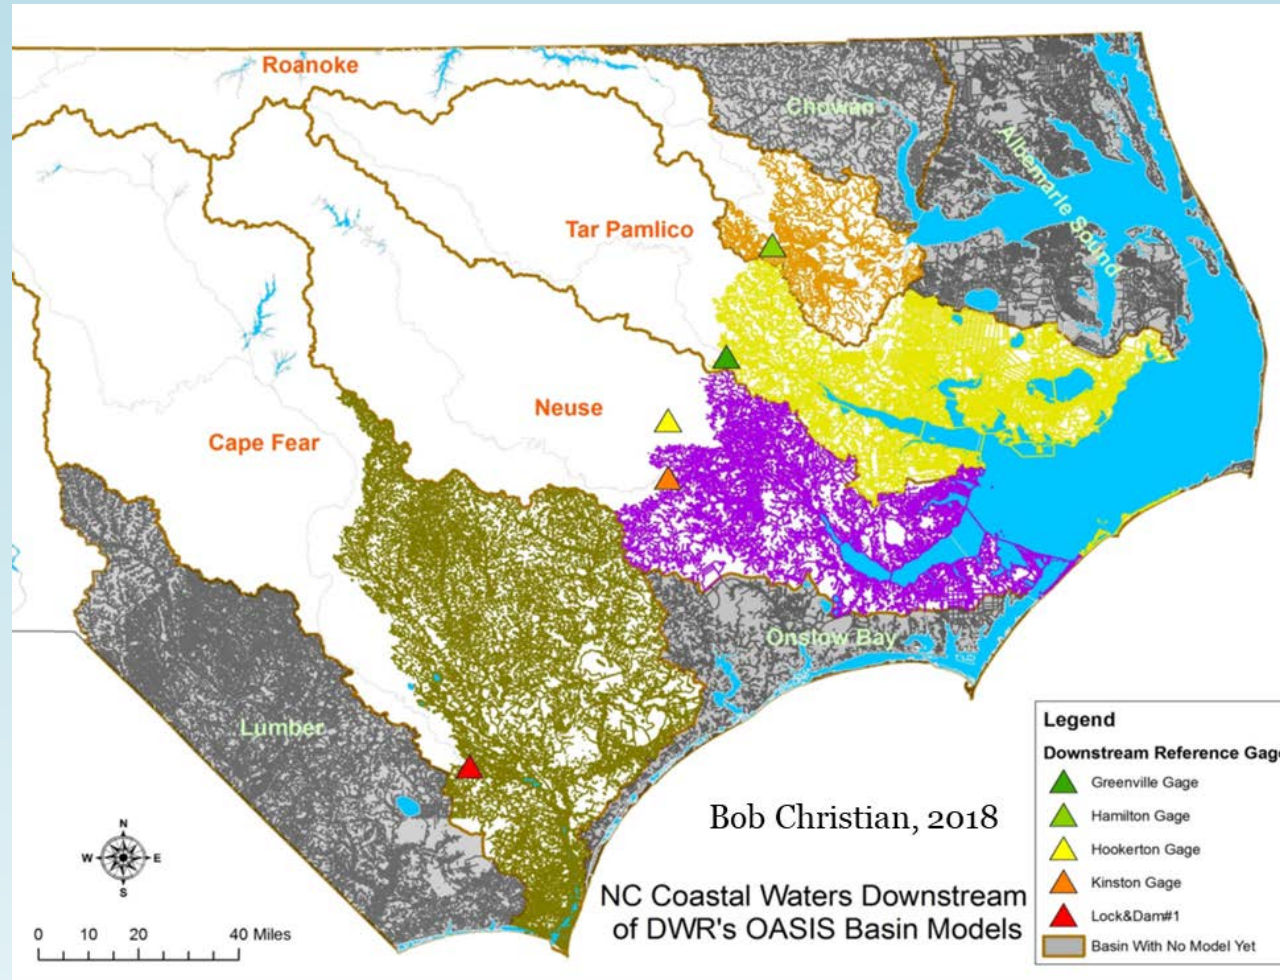 Roanoke
Chowan
Albemarle Sound
Tar Pamlico
Neuse
Cape Fear
Onslow Bay
Lumber
Legend
Downstream Reference Gage
Greenville Gage
Hamilton Gage
Hookerton Gage
Kinston Gage
Lock&Dam#1
Basin With No Model Yet
Bob Christian, 2018
NC Coastal Waters Downstream
of DWR's OASIS Basin Models
N
W E
S
0 10 20 40 Miles